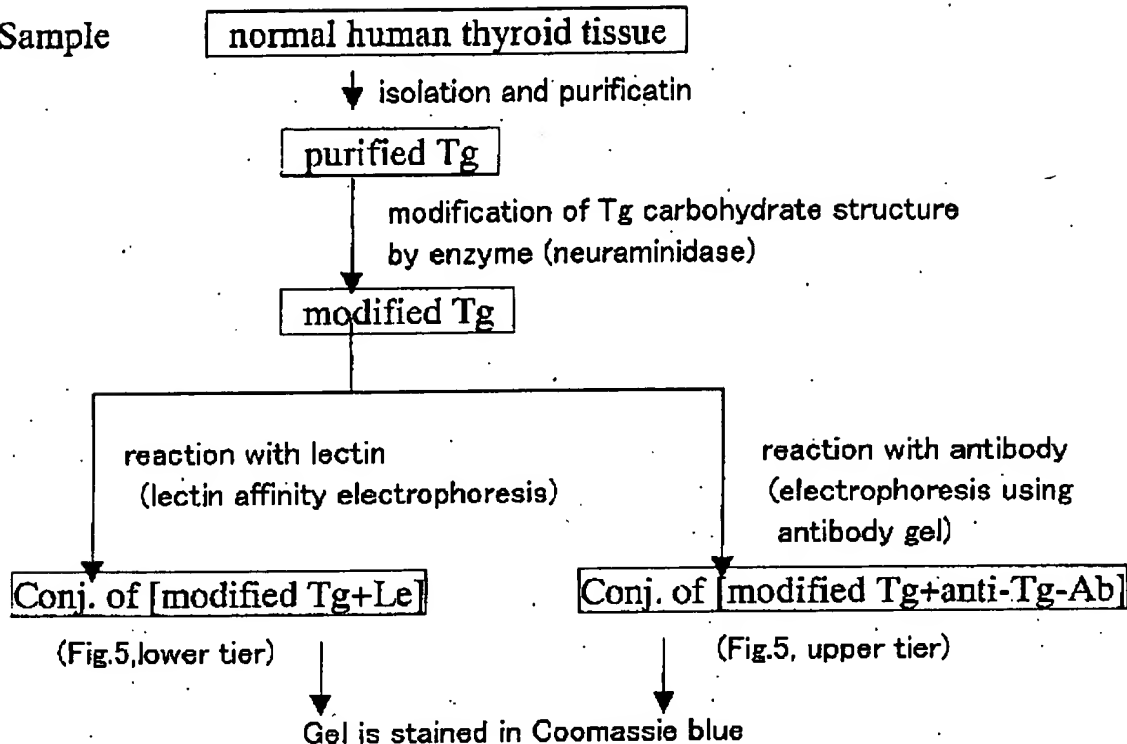 Sample
normal human thyroid tissue
isolation and purificatin
purified Tg
modification of Tg carbohydrate structure
by enzyme (neuraminidase)
modified Tg
reaction with lectin
(lectin affinity electrophoresis)
reaction with antibody
(electrophoresis using
antibody gel)
Conj. of [modified Tg+Le]
Conj. of [modified Tg+anti-Tg-Ab]
(Fig.5,lower tier)
(Fig.5, upper tier)
Gel is stained in Coomassie blue